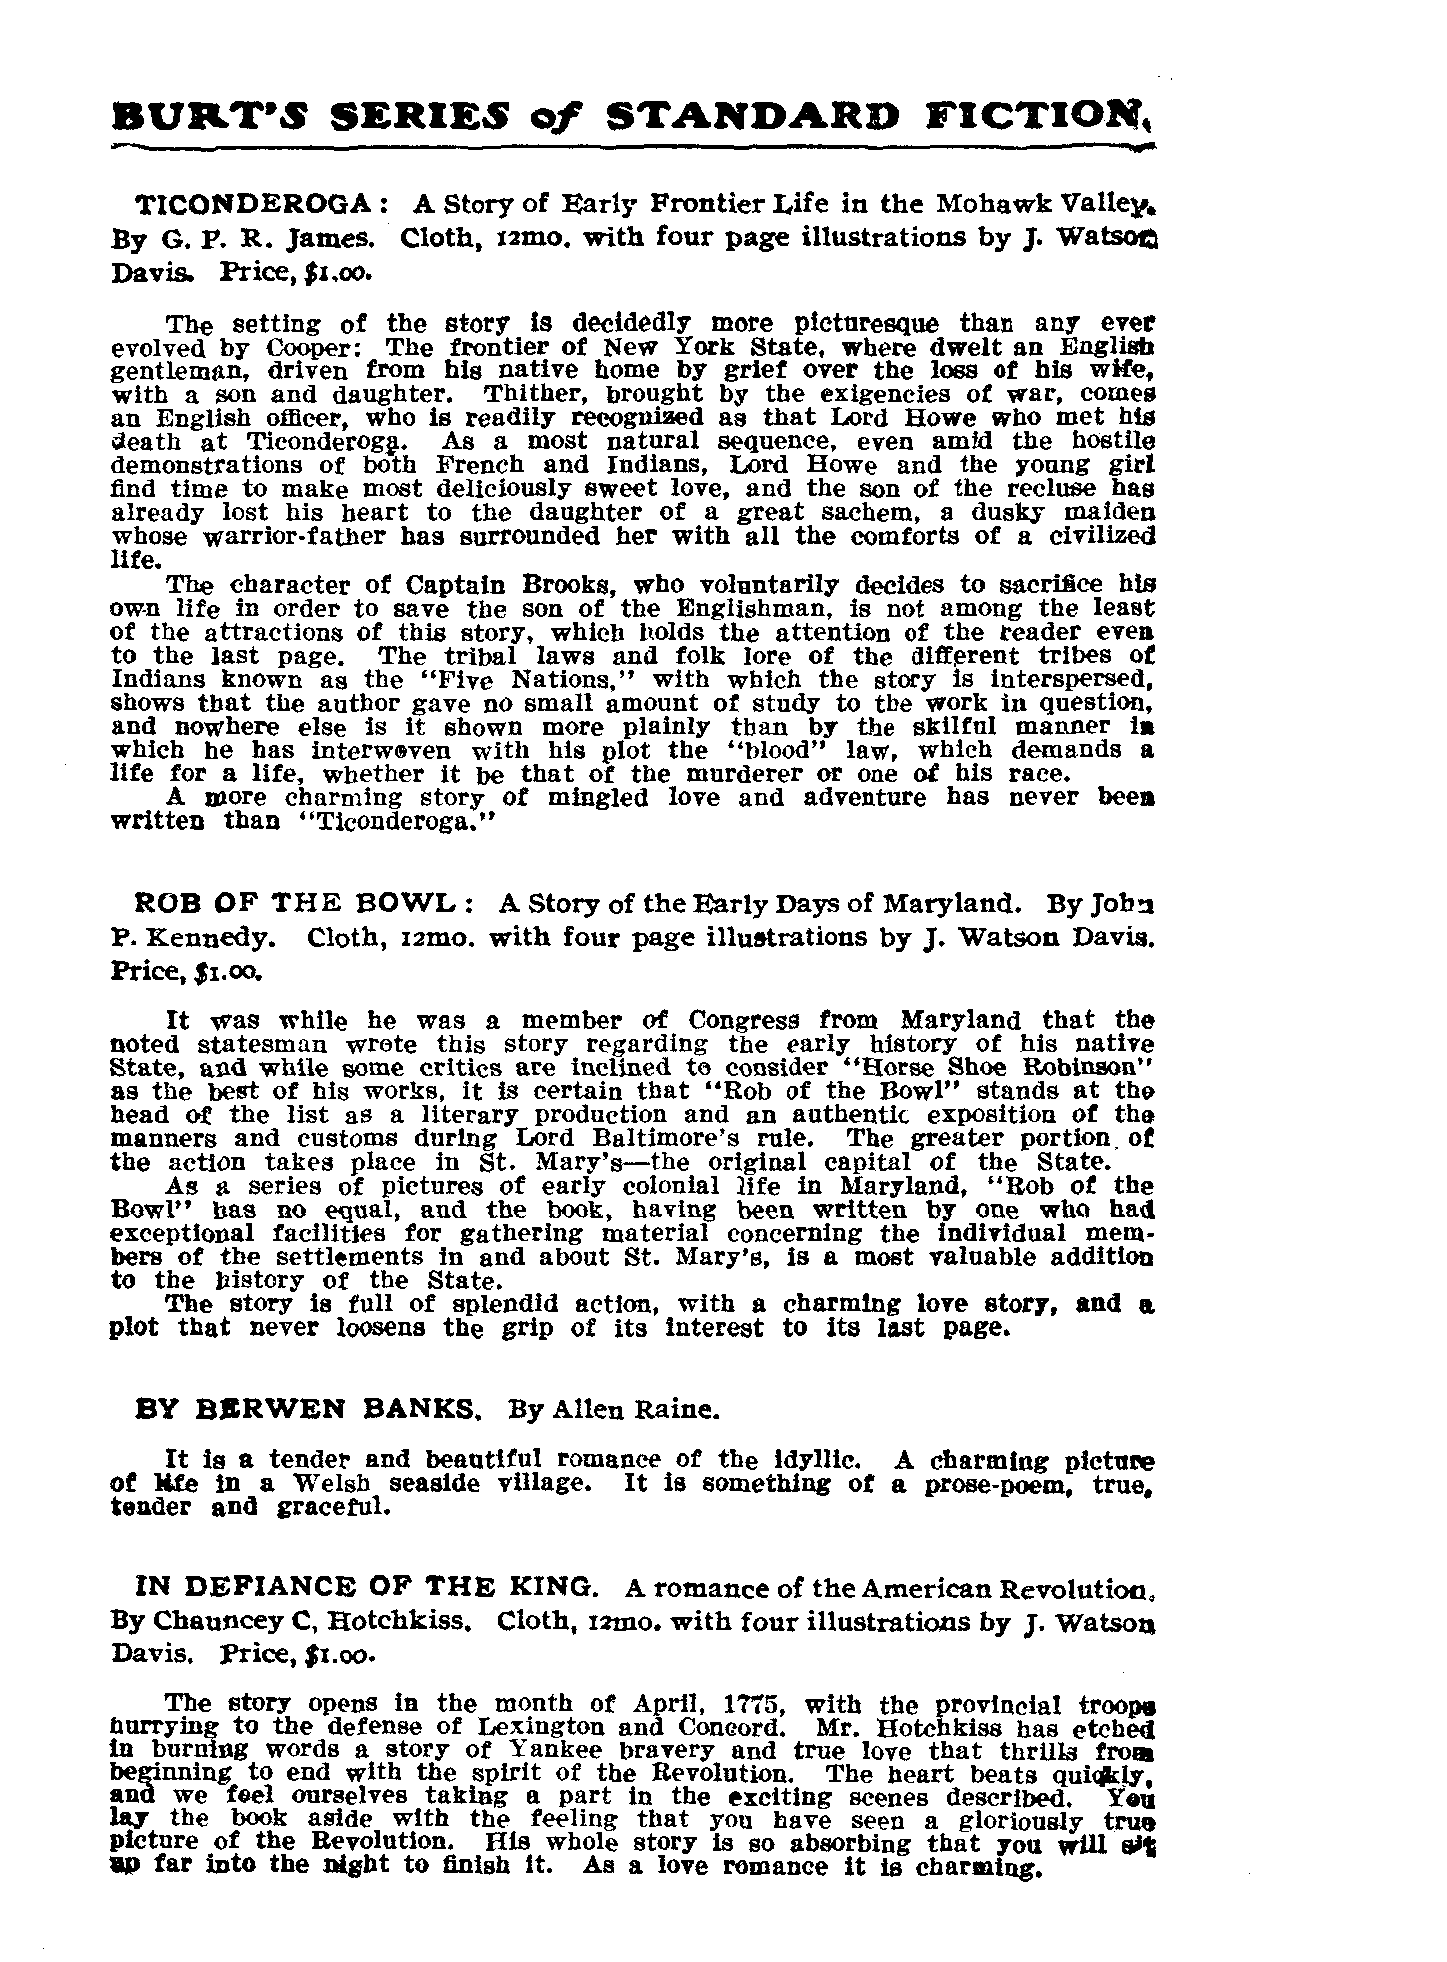 BURT'S SERIES of STANDARD FICTION.
TICONDEROGA: A Story of Early Frontier Life in the Mohawk Valley.
By G. P. R. James. Cloth, 12mo. with four page illustrations by J. Watson
Davis. Price, $1.00.
The setting of the story is decidedly more picturesque than any ever
evolved by Cooper: The frontier of New York State, where dwelt an English
gentleman, driven from his native home by grief over the loss of his wife,
with a son and daughter. Thither, brought by the exigencies of war, comes
an English officer, who is readily recognized as that Lord Howe who met his
death at Ticonderoga. As a most natural sequence, even amid the hostile
demonstrations of both French and Indians, Lord Howe and the young girl
find time to make most deliciously sweet love, and the son of the recluse has
already lost his heart to the daughter of a great sachem, a dusky maiden
whose warrior-father has surrounded her with all the comforts of a civilized
life.
The character of Captain Brooks, who voluntarily decides to sacrifice his
own life in order to save the son of the Englishman, is not among the least
of the attractions of this story, which holds the attention of the reader even
to the last page. The tribal laws and folk lore of the different tribes of
Indians known as the "Five Nations," with which the story is interspersed,
shows that the author gave no small amount of study to the work in question,
and nowhere else is it shown more plainly than by the skilful manner in
which he has interwoven with his plot the "blood" law, which demands a
life for a life, whether it be that of the murderer or one of his race.
A more charming story of mingled love and adventure has never been
written than "Ticonderoga."
ROB OF THE BOWL: A Story of the Early Days of Maryland. By John
P. Kennedy. Cloth, 12mo. with four page illustrations by J. Watson Davis.
Price, $1.00.
It was while he was a member of Congress from Maryland that the
noted statesman wrote this story regarding the early history of his native
State, and while some critics are inclined to consider "Horse Shoe Robinson"
as the best of his works, it is certain that "Rob of the Bowl" stands at the
head of the list as a literary production and an authentic exposition of the
manners and customs during Lord Baltimore's rule. The greater portion of
the action takes place in St. Mary's—the original capital of the State.
As a series of pictures of early colonial life in Maryland, "Rob of the
Bowl" has no equal, and the book, having been written by one who had
exceptional facilities for gathering material concerning the individual mem-
bers of the settlements in and about St. Mary's, is a most valuable addition
to the history of the State.
The story is full of splendid action, with a charming love story, and a
plot that never loosens the grip of its interest to its last page.
BY BERWEN BANKS. By Allen Raine.
It is a tender and beautiful romance of the idyllic. A charming picture
of life in a Welsh seaside village. It is something of a prose-poem, true,
tender and graceful.
IN DEFIANCE OF THE KING. A romance of the American Revolution.
By Chauncey C. Hotchkiss. Cloth, 12mo. with four illustrations by J. Watson
Davis. Price, $1.00.
The story opens in the month of April, 1775, with the provincial troops
hurrying to the defense of Lexington and Concord. Mr. Hotchkiss has etched
in burning words a story of Yankee bravery and true love that thrills from
beginning to end with the spirit of the Revolution. The heart beats quickly,
and we feel ourselves taking a part in the exciting scenes described. You
lay the book aside with the feeling that you have seen a gloriously true
picture of the Revolution. His whole story is so absorbing that you will sit
up far into the night to finish it. As a love romance it is charming.